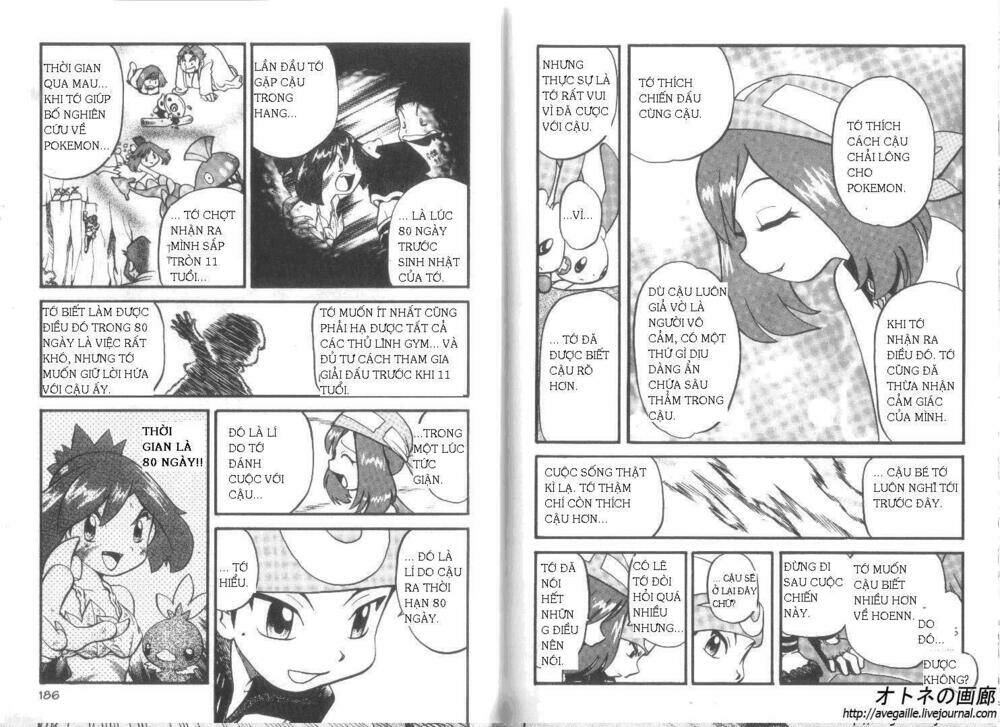 TỚ THÍCH
CÁCH CẬU
CHẢI LÔNG
CHO
POKEMON.
TỚ THÍCH
CHIẾN ĐẤU
CÙNG CẬU.
KHI TỚ
NHẬN RA
ĐIỀU ĐÓ. TỚ
CŨNG ĐÃ
THỪA NHẬN
CẢM GIÁC
CỦA MÌNH.
DÙ CẬU LUÔN
GIẢ VỜ LÀ
NGƯỜI VÔ
CẢM, CÓ MỘT
THỨ GÌ DỊU
DÀNG ẨN
CHỨA SÂU
THẲM TRONG
CẬU.
NHƯNG
THỰC SỰ LÀ
TỚ RẤT VUI
VÌ ĐÃ CƯỢC
VỚI CẬU.
...VÌ...
...TỚ ĐÃ
ĐƯỢC BIẾT
CẬU RÕ
HƠN.
... CẬU BÉ TỚ
LUÔN NGHĨ TỚI
TRƯỚC ĐÂY.
CUỘC SỐNG THẬT
KÌ LẠ. TỚ THẬM
CHÍ CÒN THÍCH
CẬU HƠN...
DO
ĐÓ...
TỚ MUỐN
CẬU BIẾT
NHIỀU HƠN
VỀ HOENN.
ĐỪNG ĐI
SAU CUỘC
CHIẾN
NÀY...
...ĐƯỢC
KHÔNG?
... CẬU SẼ
Ở LẠI ĐÂY
CHỨ?
CÓ LẼ
TỚ ĐÒI
HỎI QUÁ
NHIỀU
NHƯNG...
TỚ ĐÃ
NÓI
HẾT
NHỮN
G ĐIỀU
NÊN
NÓI.
LẦN ĐẦU TỚ
GẶP CẬU
TRONG
HANG...
... LÀ LÚC
80 NGÀY
TRƯỚC
SINH NHẬT
CỦA TỚ.
THỜI GIAN
QUA MAU...
KHI TỚ GIÚP
BỐ NGHIÊN
CỨU VỀ
POKEMON...
... TỚ CHỢT
NHẬN RA
MÌNH SẮP
TRÒN 11
TUỔI.
TỚ MUỐN ÍT NHẤT CŨNG
PHẢI HẠ ĐƯỢC TẤT CẢ
CÁC THỦ LĨNH GYM... VÀ
ĐỦ TƯ CÁCH THAM GIA
GIẢI ĐẤU TRƯỚC KHI 11
TUỔI.
TỚ BIẾT LÀM ĐƯỢC
ĐIỀU ĐÓ TRONG 80
NGÀY LÀ VIỆC RẤT
KHÓ, NHƯNG TỚ
MUỐN GIỮ LỜI HỨA
VỚI CẬU ẤY.
...TRONG
MỘT LÚC
TỨC
GIẬN.
ĐÓ LÀ LÍ
DO TỚ
ĐÁNH
CUỘC VỚI
CẬU...
THỜI
GIAN LÀ
80 NGÀY!!
... ĐÓ LÀ
LÍ DO CẬU
RA THỜI
HẠN 80
NGÀY.
... TỚ
HIỂU.
186
オトネの画廊
http://avegaille.livejournal.com